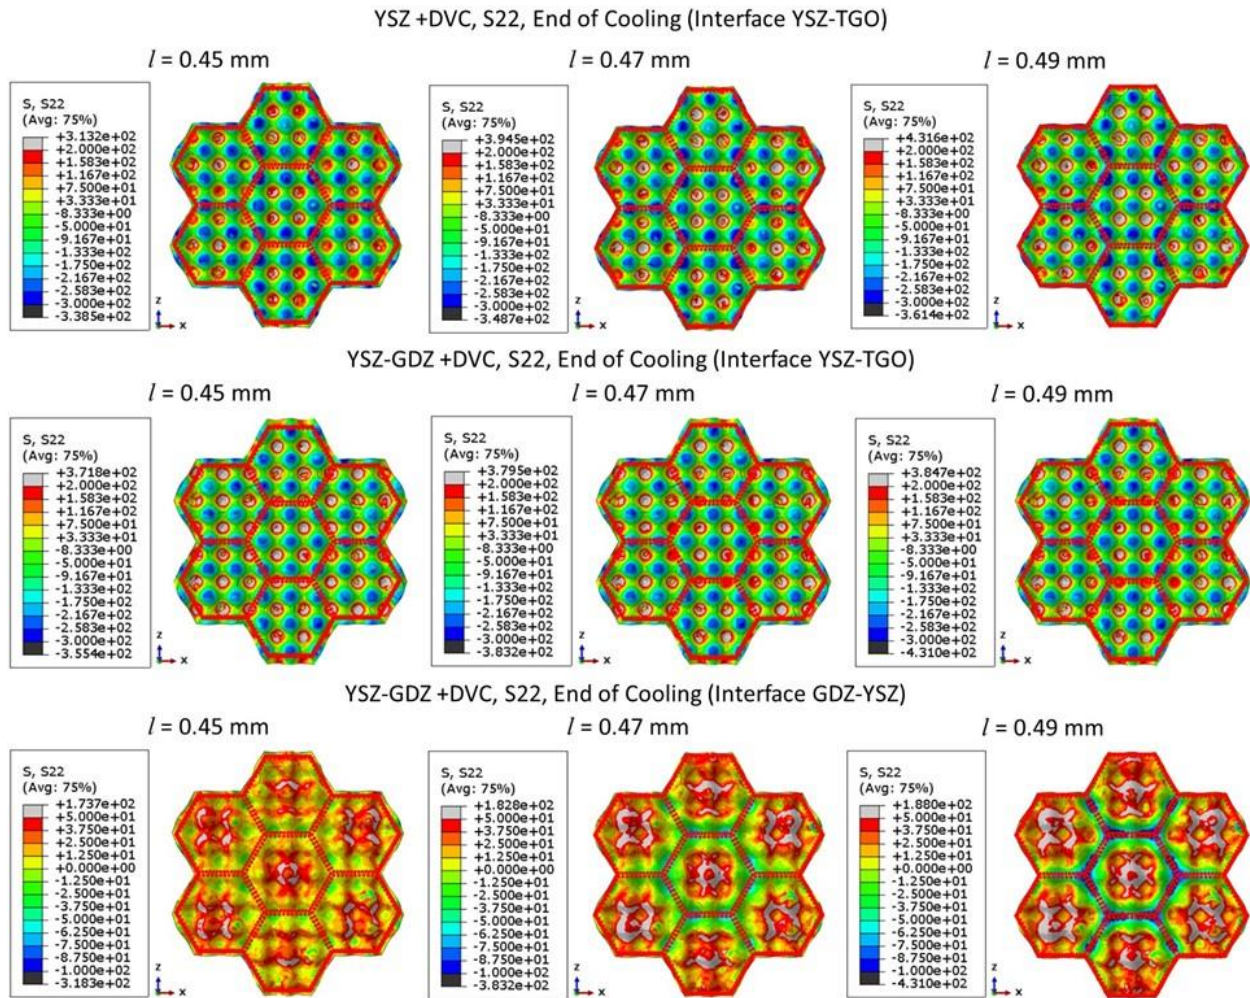 YSZ +DVC, S22, End of Cooling (Interface YSZ-TGO)
l = 0.45 mm
l = 0.47 mm
l = 0.49 mm
S, S22
(Avg: 75%)
+3.132e+02
+2.000e+02
+1.583e+02
+1.167e+02
+7.500e+01
+3.333e+01
-8.333e+00
-5.000e+01
-9.167e+01
-1.333e+02
-1.750e+02
-2.167e+02
-2.583e+02
-3.000e+02
-3.385e+02
z
x
S, S22
(Avg: 75%)
+3.945e+02
+2.000e+02
+1.583e+02
+1.167e+02
+7.500e+01
+3.333e+01
-8.333e+00
-5.000e+01
-9.167e+01
-1.333e+02
-1.750e+02
-2.167e+02
-2.583e+02
-3.000e+02
-3.487e+02
z
x
S, S22
(Avg: 75%)
+4.316e+02
+2.000e+02
+1.583e+02
+1.167e+02
+7.500e+01
+3.333e+01
-8.333e+00
-5.000e+01
-9.167e+01
-1.333e+02
-1.750e+02
-2.167e+02
-2.583e+02
-3.000e+02
-3.614e+02
z
x
YSZ-GDZ +DVC, S22, End of Cooling (Interface YSZ-TGO)
l = 0.45 mm
l = 0.47 mm
l = 0.49 mm
S, S22
(Avg: 75%)
+3.718e+02
+2.000e+02
+1.583e+02
+1.167e+02
+7.500e+01
+3.333e+01
-8.333e+00
-5.000e+01
-9.167e+01
-1.333e+02
-1.750e+02
-2.167e+02
-2.583e+02
-3.000e+02
-3.554e+02
z
x
S, S22
(Avg: 75%)
+3.795e+02
+2.000e+02
+1.583e+02
+1.167e+02
+7.500e+01
+3.333e+01
-8.333e+00
-5.000e+01
-9.167e+01
-1.333e+02
-1.750e+02
-2.167e+02
-2.583e+02
-3.000e+02
-3.832e+02
z
x
S, S22
(Avg: 75%)
+3.847e+02
+2.000e+02
+1.583e+02
+1.167e+02
+7.500e+01
+3.333e+01
-8.333e+00
-5.000e+01
-9.167e+01
-1.333e+02
-1.750e+02
-2.167e+02
-2.583e+02
-3.000e+02
-4.310e+02
z
x
YSZ-GDZ +DVC, S22, End of Cooling (Interface GDZ-YSZ)
l = 0.45 mm
l = 0.47 mm
l = 0.49 mm
S, S22
(Avg: 75%)
+1.737e+02
+5.000e+01
+3.750e+01
+2.500e+01
+1.250e+01
+0.000e+00
-1.250e+01
-2.500e+01
-3.750e+01
-5.000e+01
-6.250e+01
-7.500e+01
-8.750e+01
-1.000e+02
-3.183e+02
z
x
S, S22
(Avg: 75%)
+1.828e+02
+5.000e+01
+3.750e+01
+2.500e+01
+1.250e+01
+0.000e+00
-1.250e+01
-2.500e+01
-3.750e+01
-5.000e+01
-6.250e+01
-7.500e+01
-8.750e+01
-1.000e+02
-3.832e+02
z
x
S, S22
(Avg: 75%)
+1.880e+02
+5.000e+01
+3.750e+01
+2.500e+01
+1.250e+01
+0.000e+00
-1.250e+01
-2.500e+01
-3.750e+01
-5.000e+01
-6.250e+01
-7.500e+01
-8.750e+01
-1.000e+02
-4.310e+02
z
x